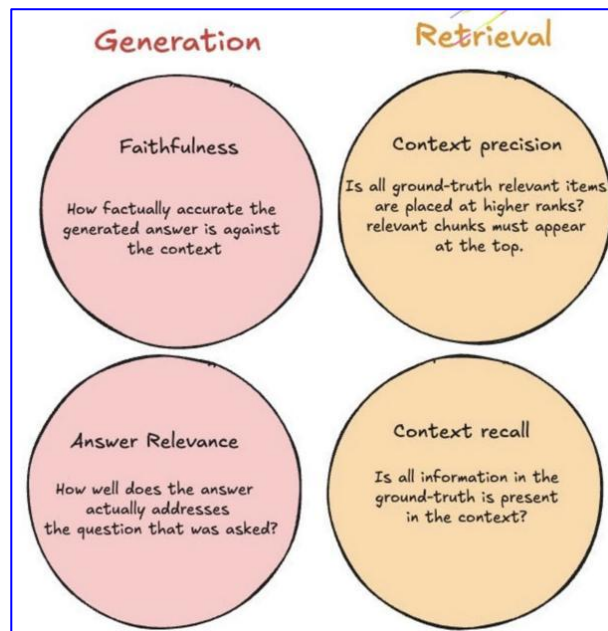 Generation
Retrieval
Faithfulness
How factually accurate the
generated answer is against
the context
Context precision
Is all ground-truth relevant items
are placed at higher ranks?
relevant chunks must appear
at the top.
Answer Relevance
How well does the answer
actually addresses
the question that was asked?
Context recall
Is all information in the
ground-truth is present
in the context?